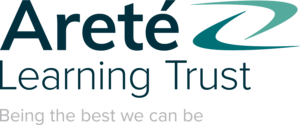 Areté
Learning Trust
Being the best we can be